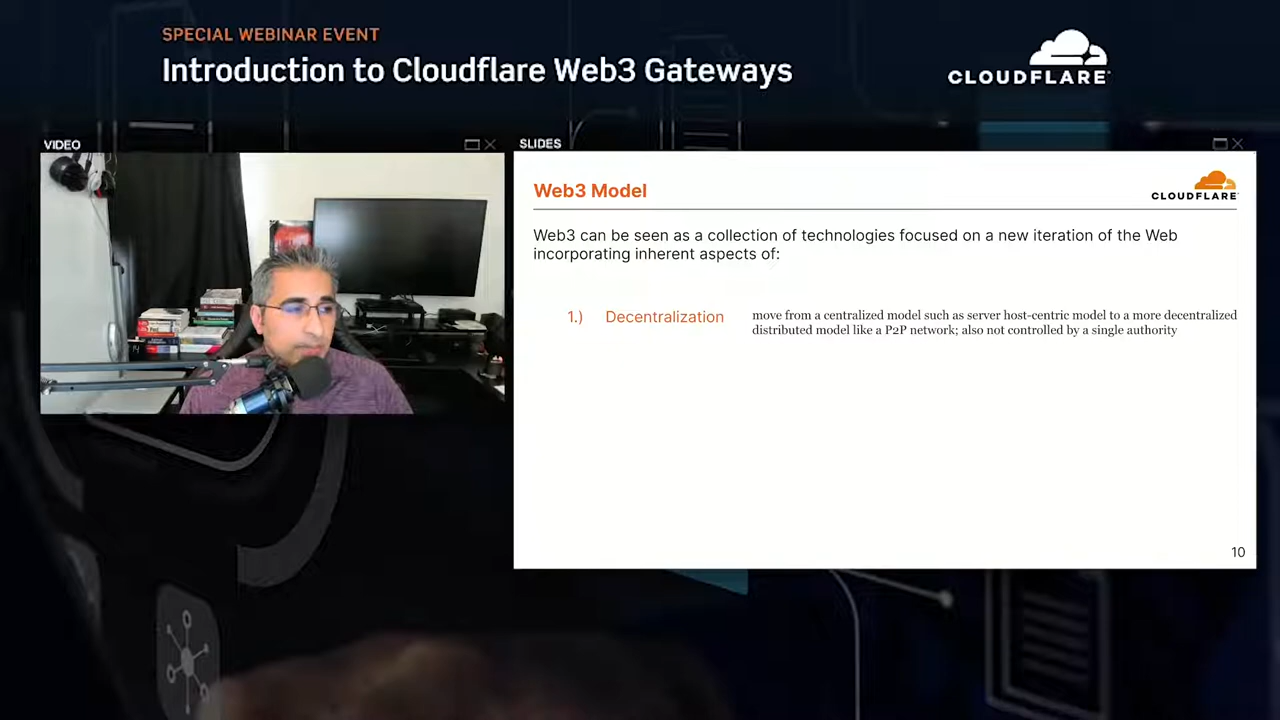 SPECIAL WEBINAR EVENT
Introduction to Cloudflare Web3 Gateways
CLOUDFLARE
VIDEO
SLIDES
Web3 Model
CLOUDFLARE
Web3 can be seen as a collection of technologies focused on a new iteration of the Web
incorporating inherent aspects of:
1.) Decentralization
move from a centralized model such as server host-centric model to a more decentralized
distributed model like a P2P network; also not controlled by a single authority
10